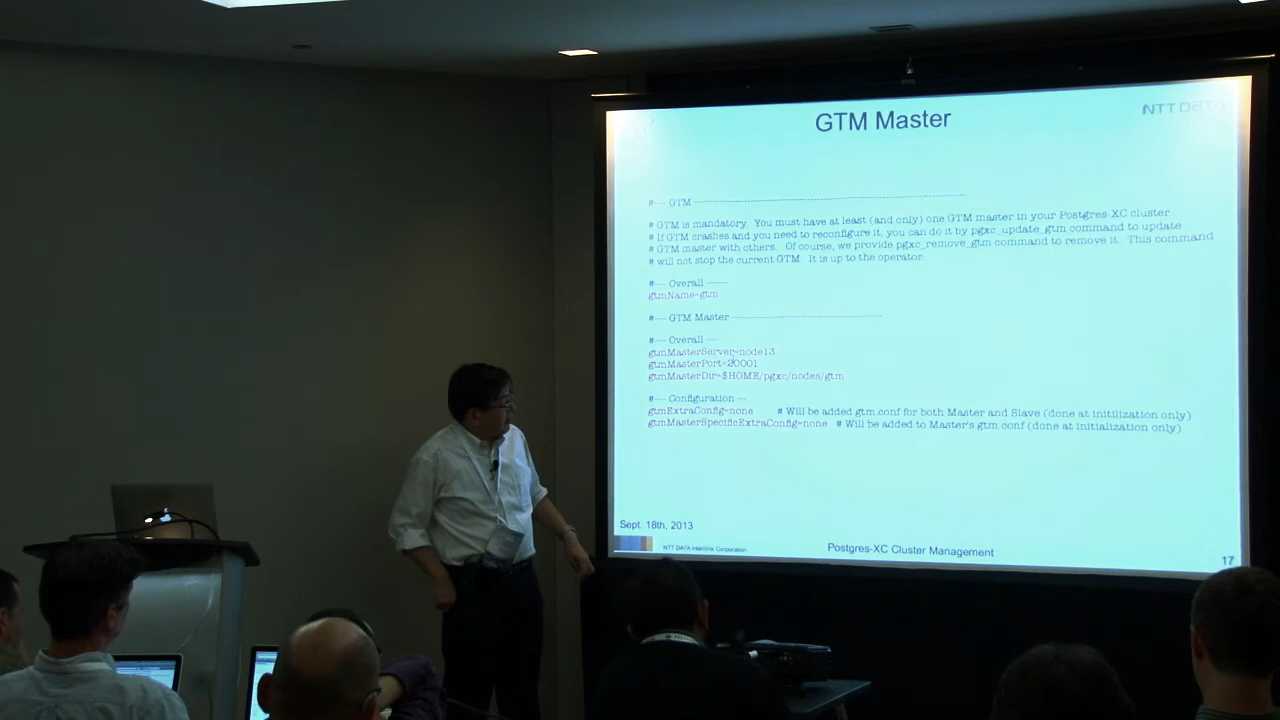 GTM Master
NTT DATA
#---- GTM ----------------------------------------------------------------
# GTM is mandatory. You must have at least (and only) one GTM master in your Postgres-XC cluster.
# If GTM crashes and you need to reconfigure it, you can do it by pgxc_update_gtm command to update
# GTM master with others. Of course, we provide pgxc_remove_gtm command to remove it. This command
# will not stop the current GTM. It is up to the operator.
#---- Overall -------
gtmName=gtm
#---- GTM Master -----------------------------------------------
#---- Overall ----
gtmMasterServer=node13
gtmMasterPort=20001
gtmMasterDir=$HOME/pgxc/nodes/gtm
#---- Configuration ---
gtmExtraConfig=none # Will be added gtm.conf for both Master and Slave (done at initilization only)
gtmMasterSpecificExtraConfig=none # Will be added to Master's gtm.conf (done at initialization only)
Sept. 18th, 2013
NTT DATA Intellilink Corporation
Postgres-XC Cluster Management
17